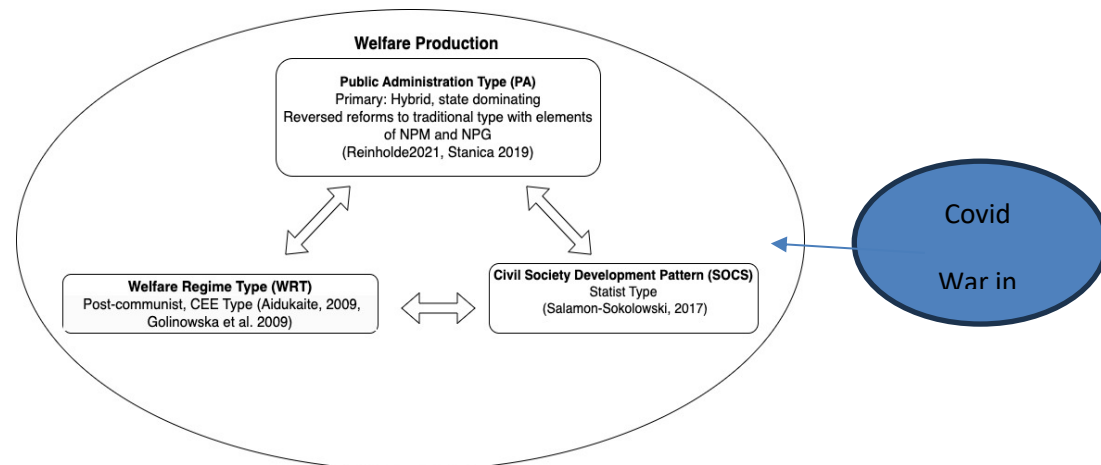 Welfare Production
Public Administration Type (PA)
Primary: Hybrid, state dominating
Reversed reforms to traditional type with elements
of NPM and NPG
(Reinholde2021, Stanica 2019)
Welfare Regime Type (WRT)
Post-communist, CEE Type (Aidukaite, 2009,
Golinowska et al. 2009)
Civil Society Development Pattern (SOCS)
Statist Type
(Salamon-Sokolowski, 2017)
Covid
War in